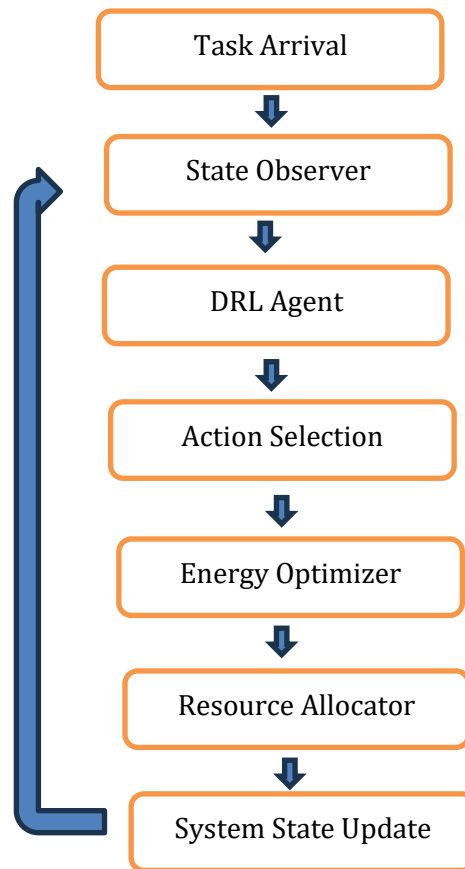 Task Arrival
State Observer
DRL Agent
Action Selection
Energy Optimizer
Resource Allocator
System State Update